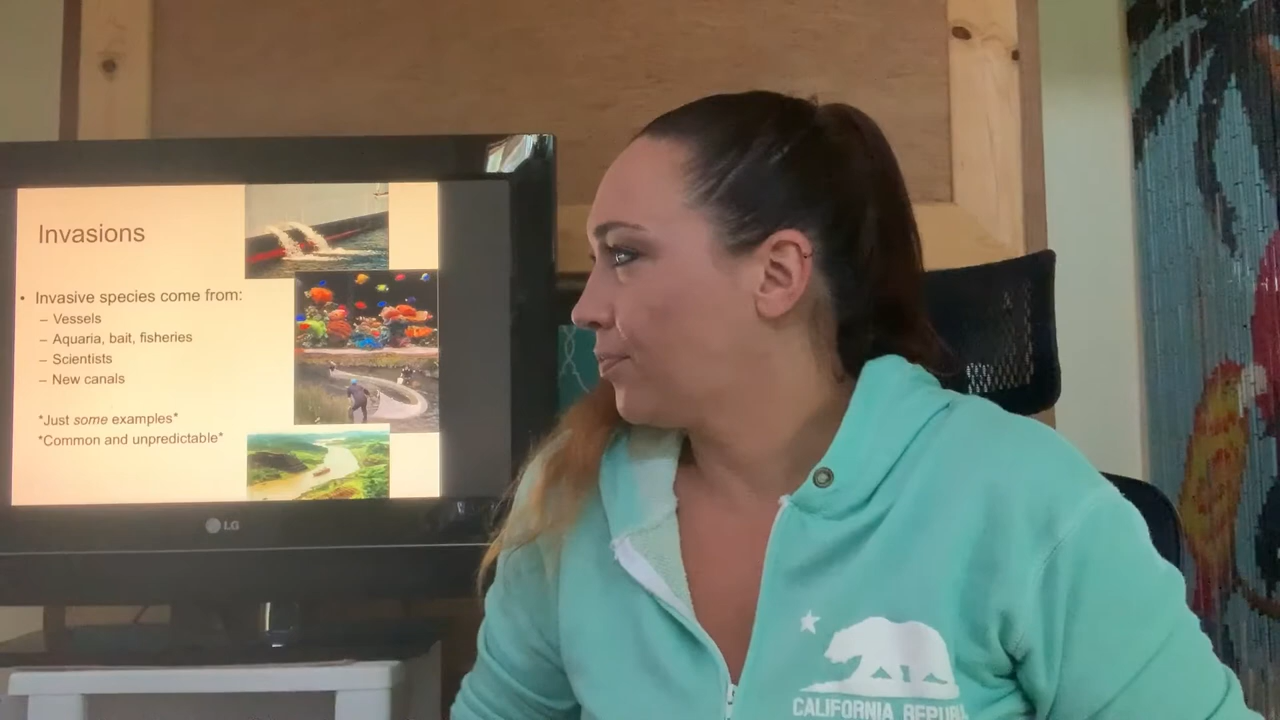 Invasions
• Invasive species come from:
– Vessels
– Aquaria, bait, fisheries
– Scientists
– New canals
*Just some examples*
*Common and unpredictable*
LG
CALIFORNIA REPUBL